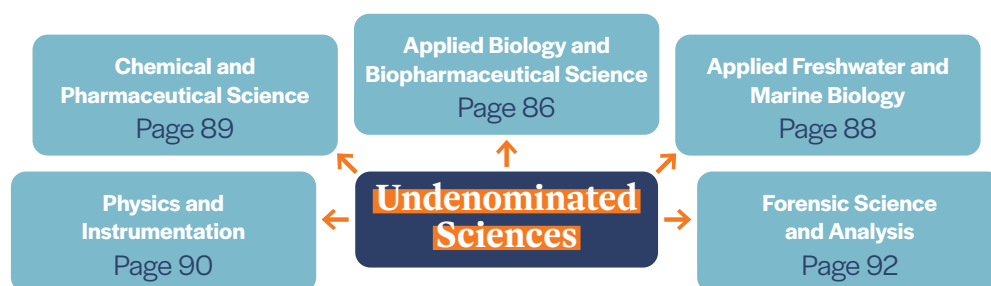 Chemical and
Pharmaceutical Science
Page 89
Applied Biology and
Biopharmaceutical Science
Page 86
Applied Freshwater and
Marine Biology
Page 88
Physics and
Instrumentation
Page 90
Undenominated
Sciences
Forensic Science
and Analysis
Page 92